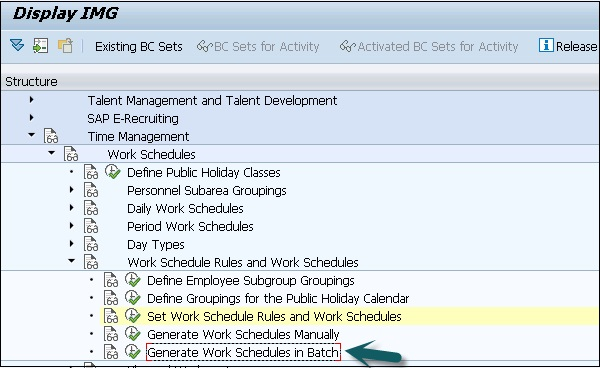 Display IMG
Existing BC Sets BC Sets for Activity Activated BC Sets for Activity Release
Structure
Talent Management and Talent Development
SAP E-Recruiting
Time Management
Work Schedules
Define Public Holiday Classes
Personnel Subarea Groupings
Daily Work Schedules
Period Work Schedules
Day Types
Work Schedule Rules and Work Schedules
Define Employee Subgroup Groupings
Define Groupings for the Public Holiday Calendar
Set Work Schedule Rules and Work Schedules
Generate Work Schedules Manually
Generate Work Schedules in Batch